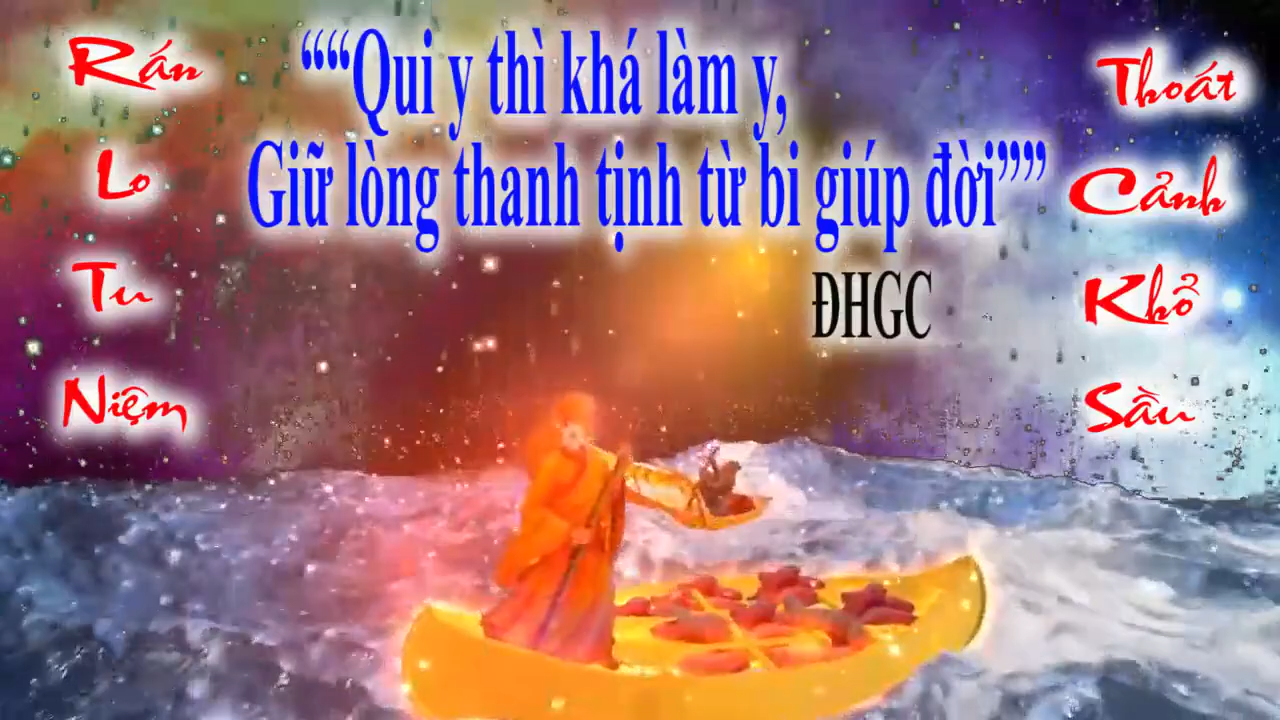 ““Qui y thì khá làm y,
Giữ lòng thanh tịnh từ bi giúp đời””
ĐHGC
Rán
Lo
Tu
Niệm
Thoát
Cảnh
Khổ
Sầu